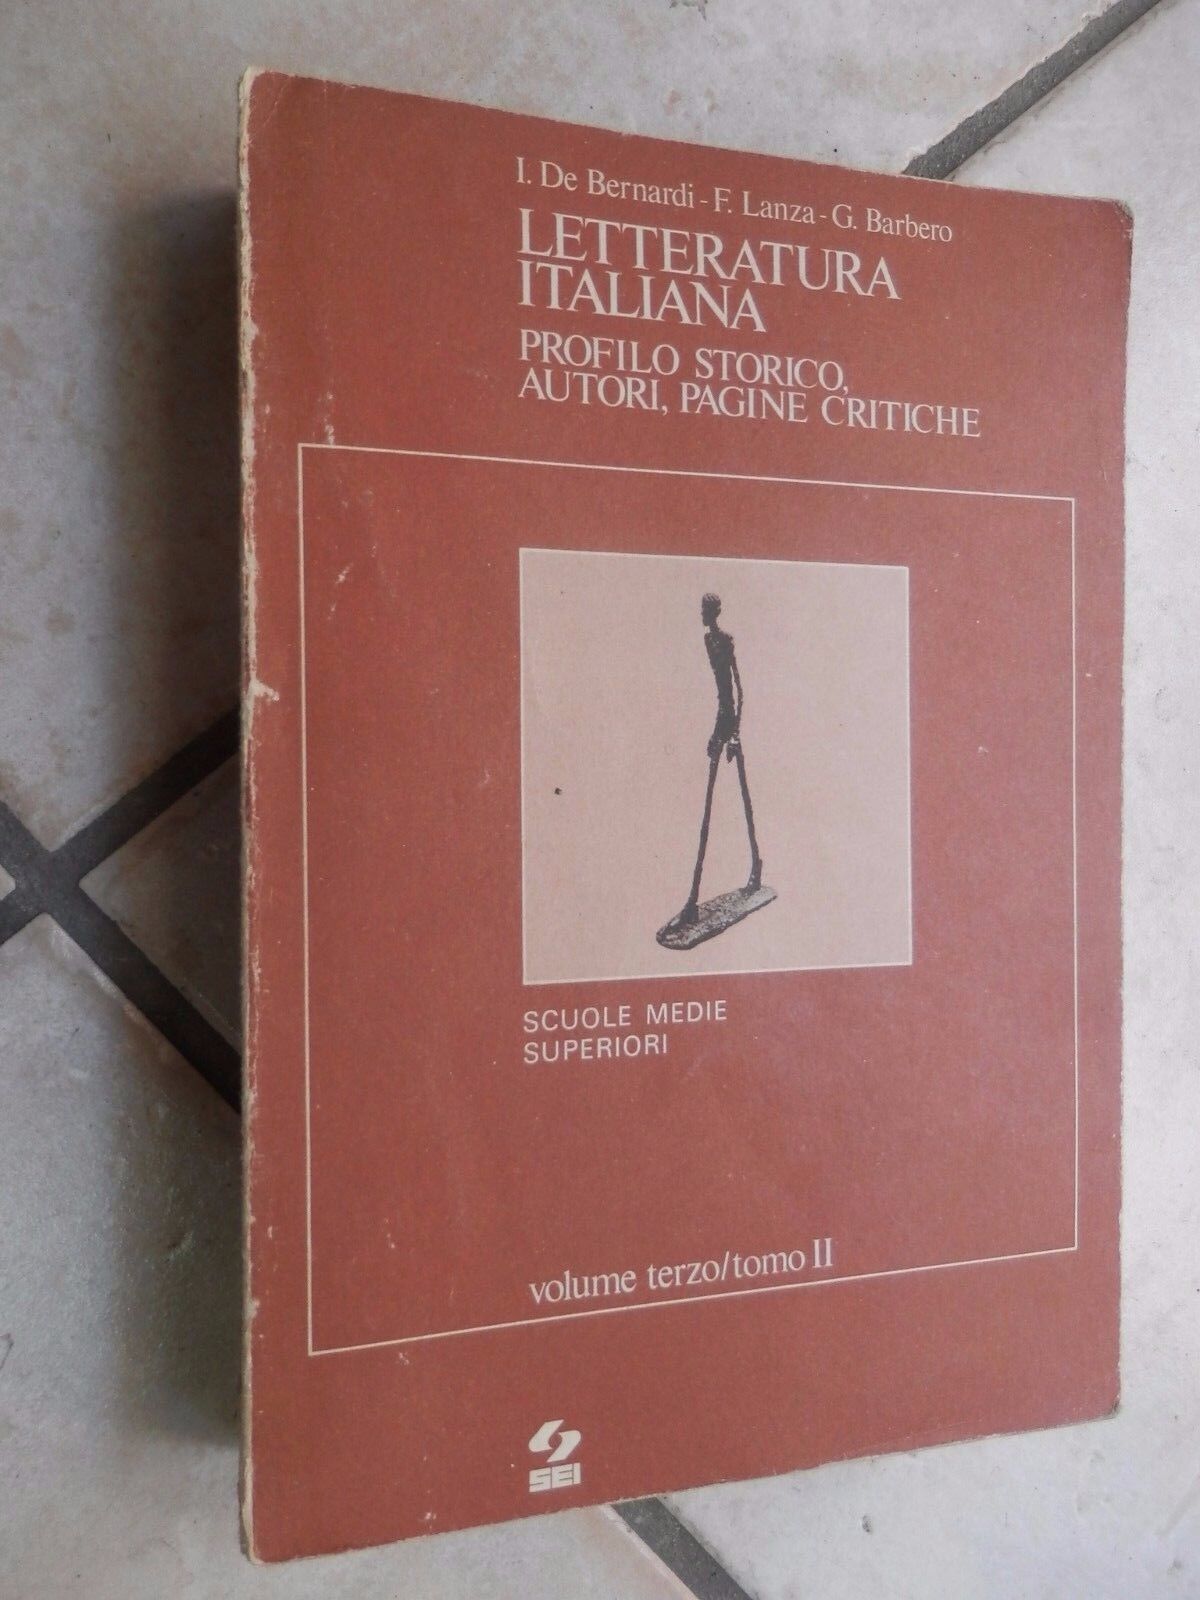 I. De Bernardi - F. Lanza - G. Barbero
LETTERATURA
ITALIANA
PROFILO STORICO,
AUTORI, PAGINE CRITICHE
SCUOLE MEDIE
SUPERIORI
volume terzo/tomo II
SEI